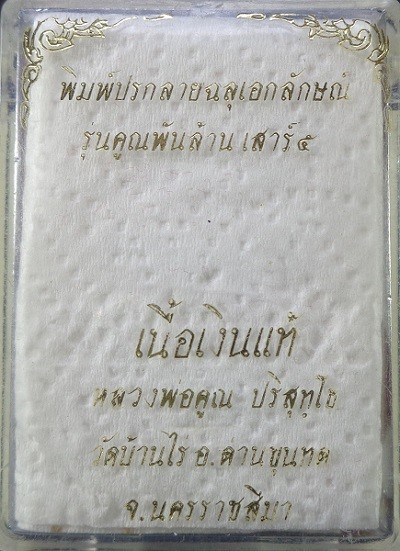 พิมพ์ปรกลายฉลุเอกลักษณ์
รุ่นคูณพันล้าน เสาร์ ๕
เนื้อเงินแท้
หลวงพ่อคูณ ปริสุทฺโธ
วัดบ้านไร่ อ.ด่านขุนทด
จ.นครราชสีมา